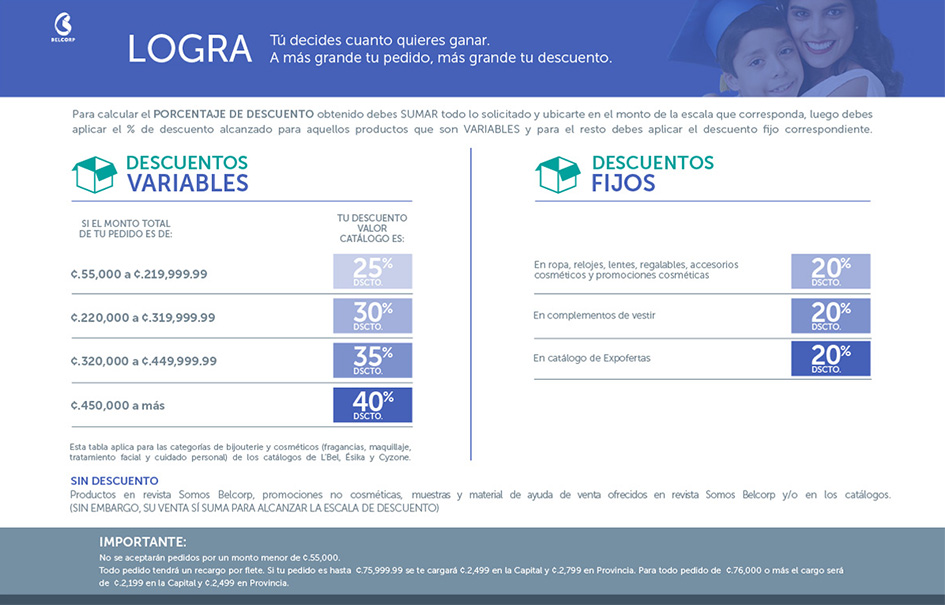 BELCORP
LOGRA
Tú decides cuanto quieres ganar.
A más grande tu pedido, más grande tu descuento.
Para calcular el PORCENTAJE DE DESCUENTO obtenido debes SUMAR todo lo solicitado y ubicarte en el monto de la escala que corresponda, luego debes
aplicar el % de descuento alcanzado para aquellos productos que son VARIABLES y para el resto debes aplicar el descuento fijo correspondiente.
DESCUENTOS
VARIABLES
SI EL MONTO TOTAL
DE TU PEDIDO ES DE:
TU DESCUENTO
VALOR
CATÁLOGO ES:
¢.55,000 a ¢.219,999.99
25%
DSCTO.
¢.220,000 a ¢.319,999.99
30%
DSCTO.
¢.320,000 a ¢.449,999.99
35%
DSCTO.
¢.450,000 a más
40%
DSCTO.
Esta tabla aplica para las categorías de bijouterie y cosméticos (fragancias, maquillaje,
tratamiento facial y cuidado personal) de los catálogos de L'Bel, Ésika y Cyzone.
DESCUENTOS
FIJOS
En ropa, relojes, lentes, regalables, accesorios
cosméticos y promociones cosméticas
20%
DSCTO.
En complementos de vestir
20%
DSCTO.
En catálogo de Expofertas
20%
DSCTO.
SIN DESCUENTO
Productos en revista Somos Belcorp, promociones no cosméticas, muestras y material de ayuda de venta ofrecidos en revista Somos Belcorp y/o en los catálogos.
(SIN EMBARGO, SU VENTA SÍ SUMA PARA ALCANZAR LA ESCALA DE DESCUENTO)
IMPORTANTE:
No se aceptarán pedidos por un monto menor de ¢.55,000.
Todo pedido tendrá un recargo por flete. Si tu pedido es hasta ¢.75,999.99 se te cargará ¢.2,499 en la Capital y ¢.2,799 en Provincia. Para todo pedido de ¢.76,000 o más el cargo será
de ¢.2,199 en la Capital y ¢.2,499 en Provincia.